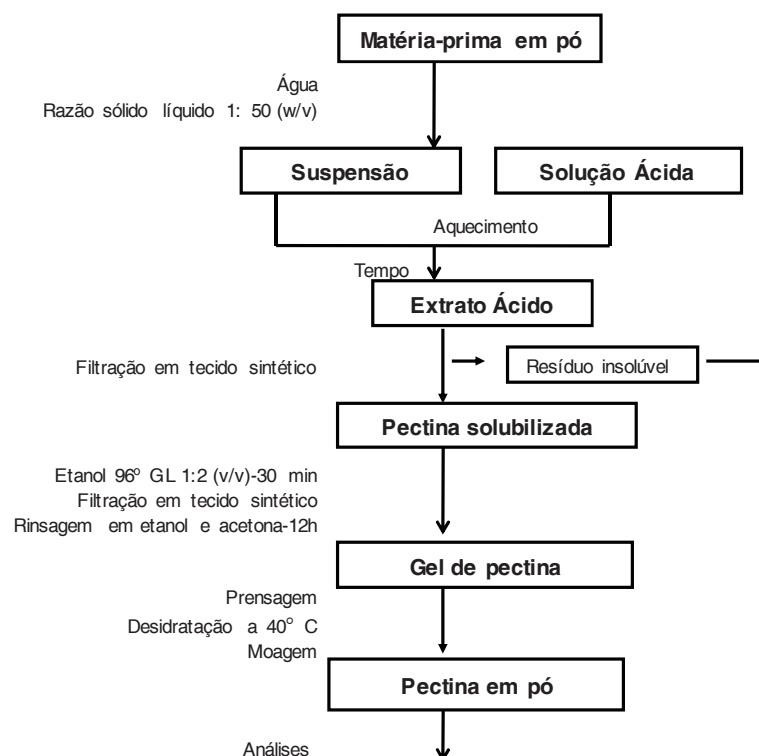 Matéria-prima em pó
Água
Razão sólido líquido 1: 50 (w/v)
Suspensão
Solução Ácida
Aquecimento
Tempo
Extrato Ácido
Filtração em tecido sintético
Resíduo insolúvel
Pectina solubilizada
Etanol 96º GL 1:2 (v/v)-30 min
Filtração em tecido sintético
Rinsagem em etanol e acetona-12h
Gel de pectina
Prensagem
Desidratação a 40° C
Moagem
Pectina em pó
Análises